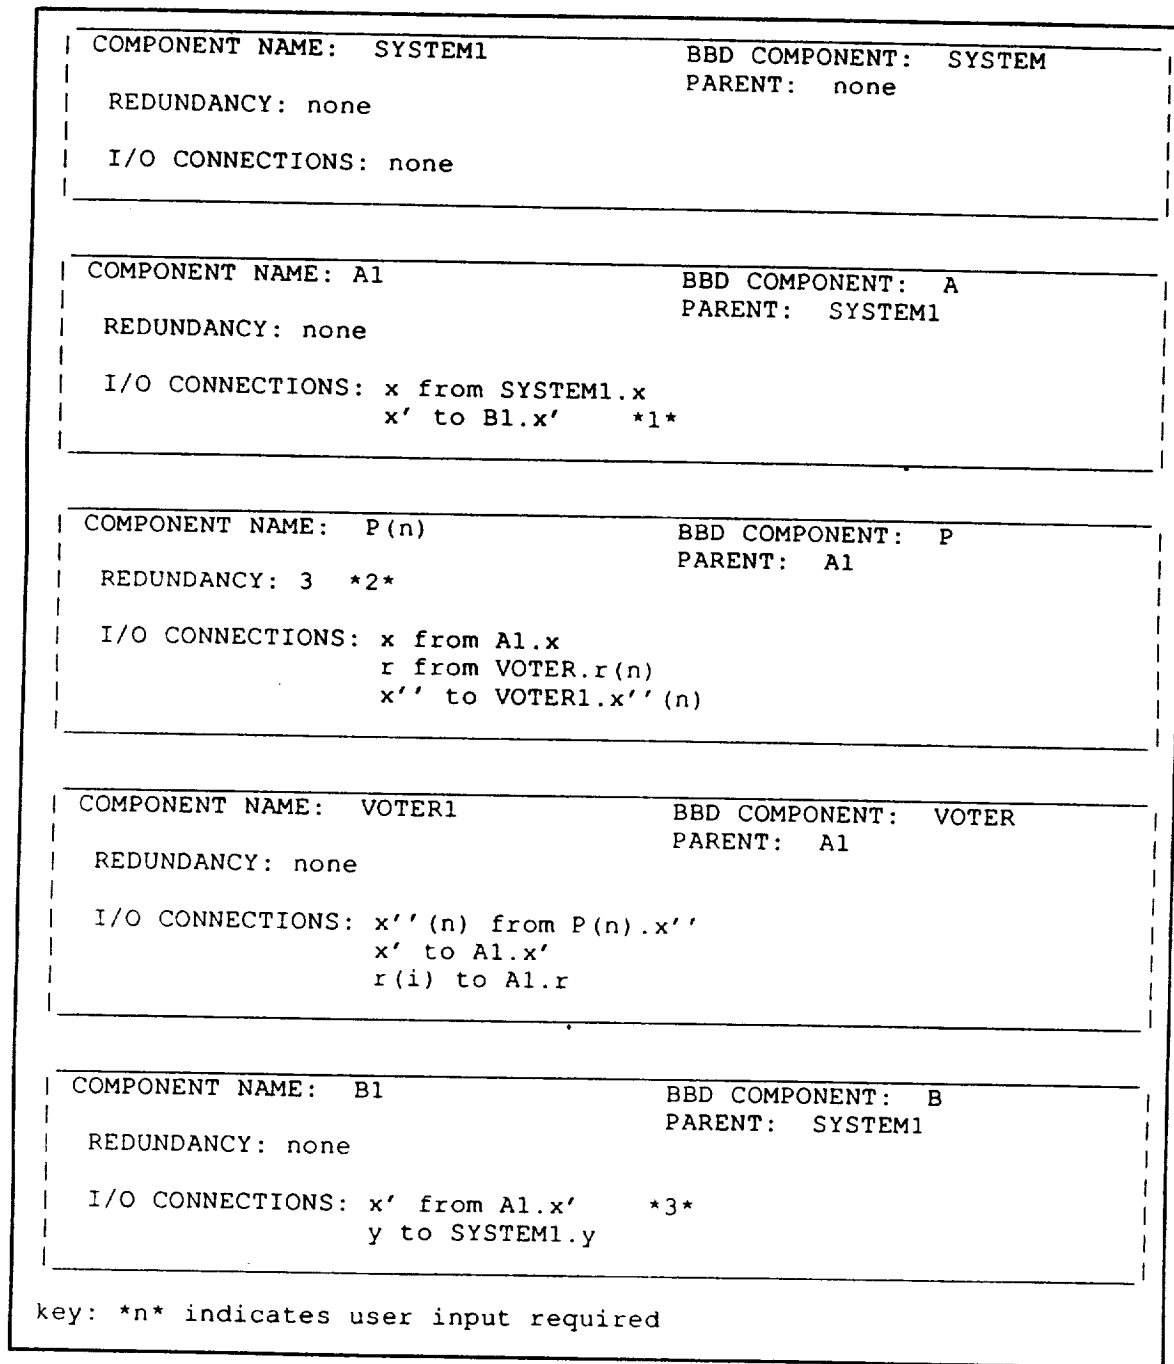 COMPONENT NAME: SYSTEM1 BBD COMPONENT: SYSTEM
PARENT: none
REDUNDANCY: none
I/O CONNECTIONS: none
COMPONENT NAME: A1 BBD COMPONENT: A
PARENT: SYSTEM1
REDUNDANCY: none
I/O CONNECTIONS: x from SYSTEM1.x
x' to B1.x' *1*
COMPONENT NAME: P(n) BBD COMPONENT: P
PARENT: A1
REDUNDANCY: 3 *2*
I/O CONNECTIONS: x from A1.x
r from VOTER.r(n)
x'' to VOTER1.x''(n)
COMPONENT NAME: VOTER1 BBD COMPONENT: VOTER
PARENT: A1
REDUNDANCY: none
I/O CONNECTIONS: x''(n) from P(n).x''
x' to A1.x'
r(i) to A1.r
COMPONENT NAME: B1 BBD COMPONENT: B
PARENT: SYSTEM1
REDUNDANCY: none
I/O CONNECTIONS: x' from A1.x' *3*
y to SYSTEM1.y
key: *n* indicates user input required